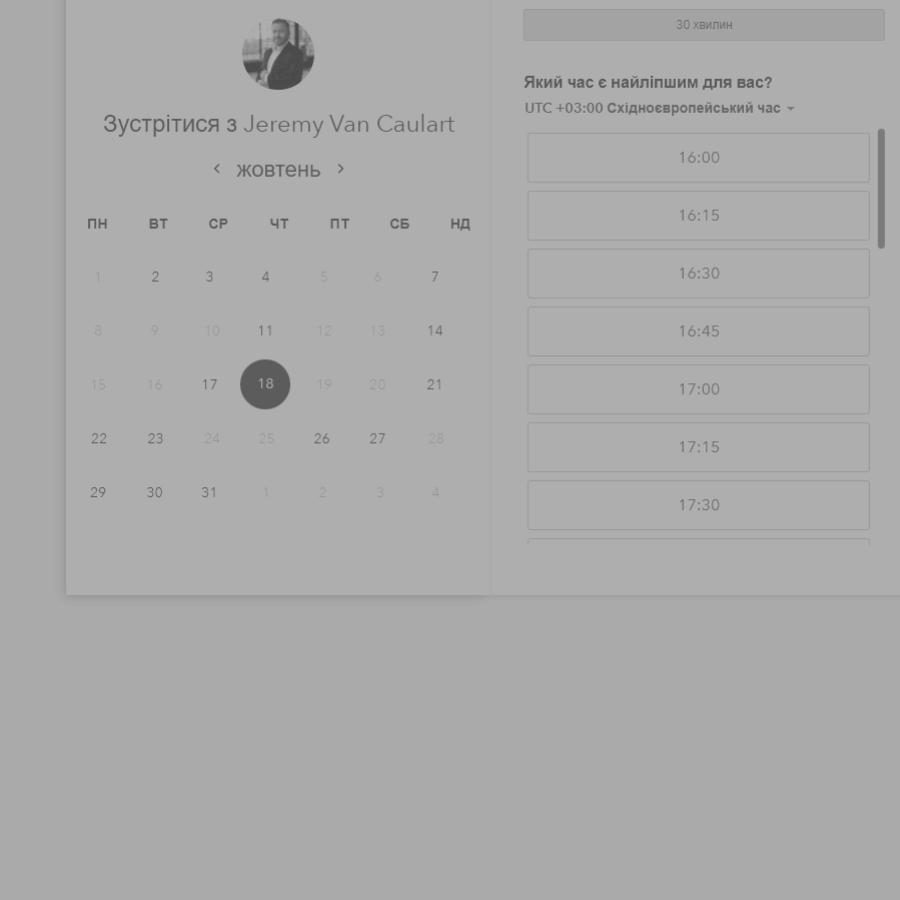 Зустрітися з Jeremy Van Caulart
жовтень
ПН ВТ СР ЧТ ПТ СБ НД
1 2 3 4 5 6 7
8 9 10 11 12 13 14
15 16 17 18 19 20 21
22 23 24 25 26 27 28
29 30 31 1 2 3 4
30 хвилин
Який час є найліпшим для вас?
UTC +03:00 Східноєвропейський час
16:00
16:15
16:30
16:45
17:00
17:15
17:30